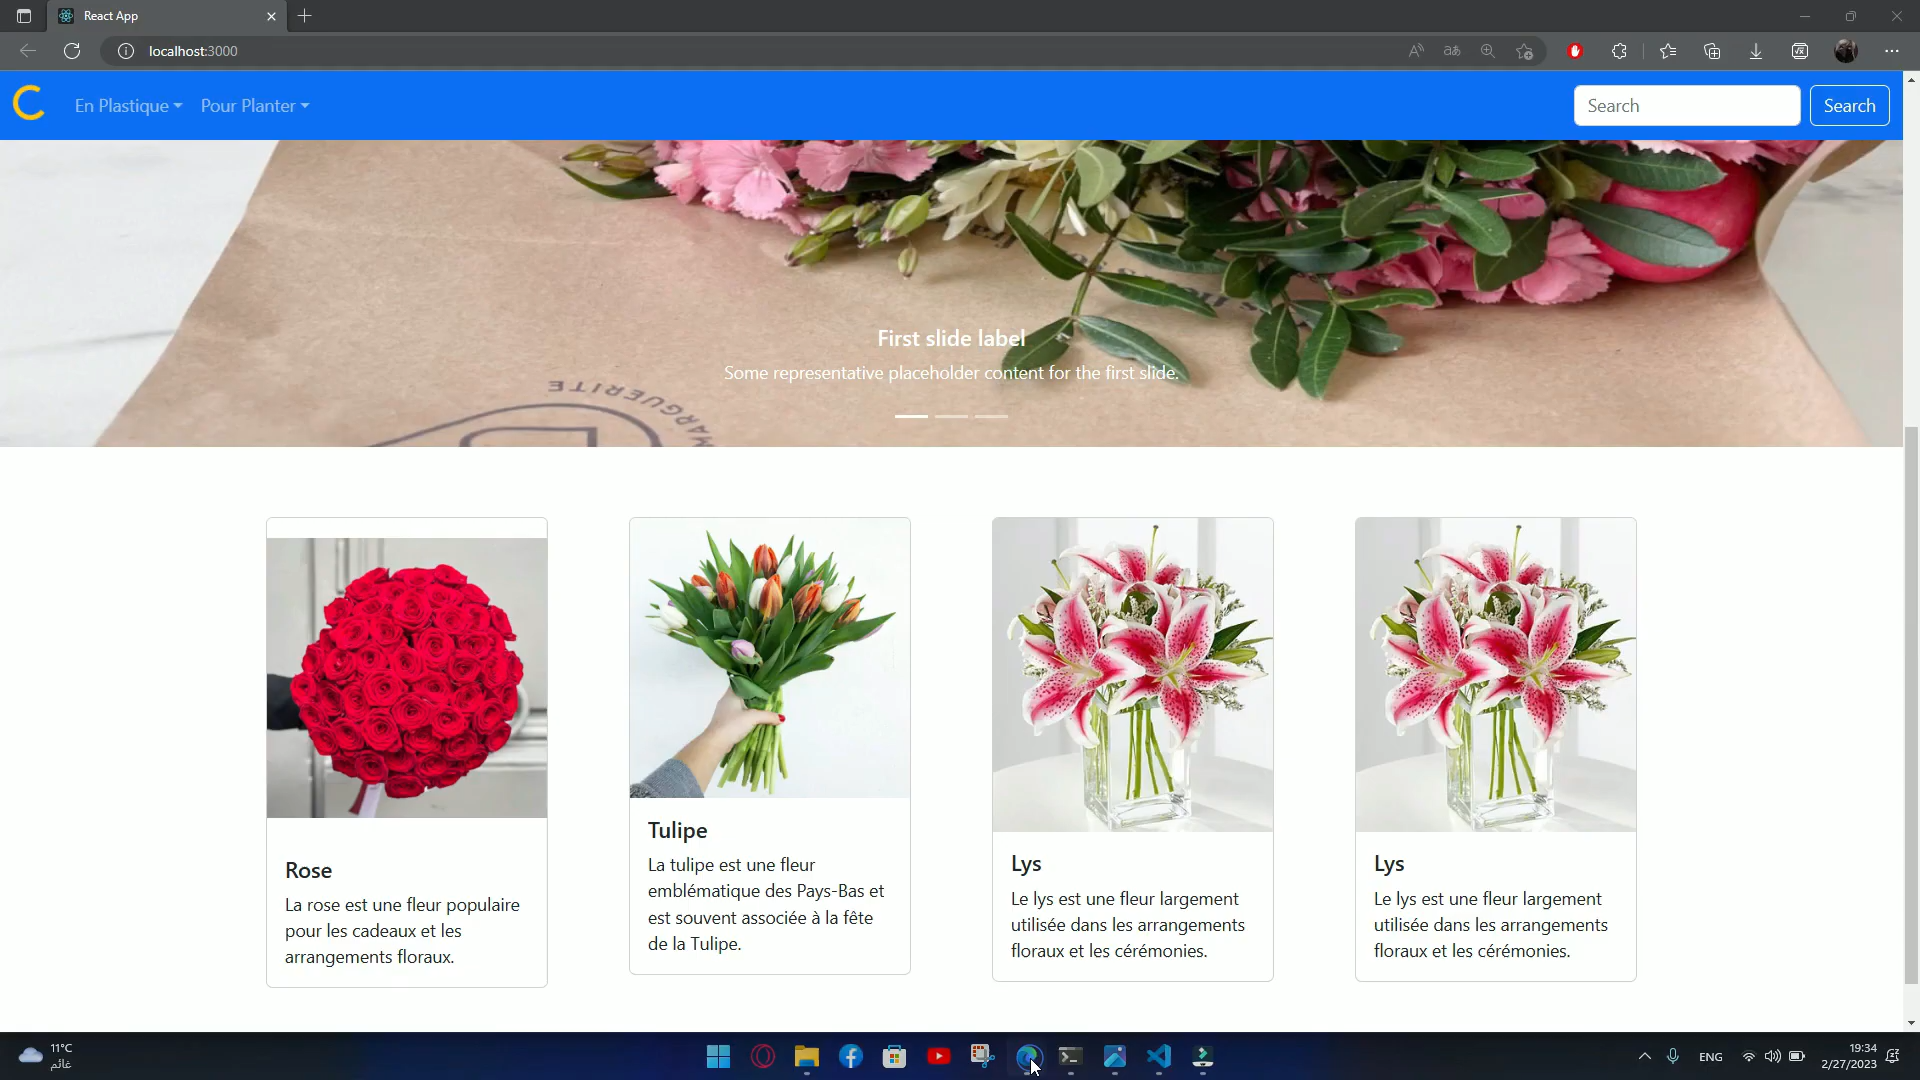 React App
localhost:3000
En Plastique
Pour Planter
Search
Search
First slide label
Some representative placeholder content for the first slide.
MARGUERITE
Rose
La rose est une fleur populaire
pour les cadeaux et les
arrangements floraux.
Tulipe
La tulipe est une fleur
emblématique des Pays-Bas et
est souvent associée à la fête
de la Tulipe.
Lys
Le lys est une fleur largement
utilisée dans les arrangements
floraux et les cérémonies.
Lys
Le lys est une fleur largement
utilisée dans les arrangements
floraux et les cérémonies.
11°C
غائم
ENG
19:34
2/27/2023